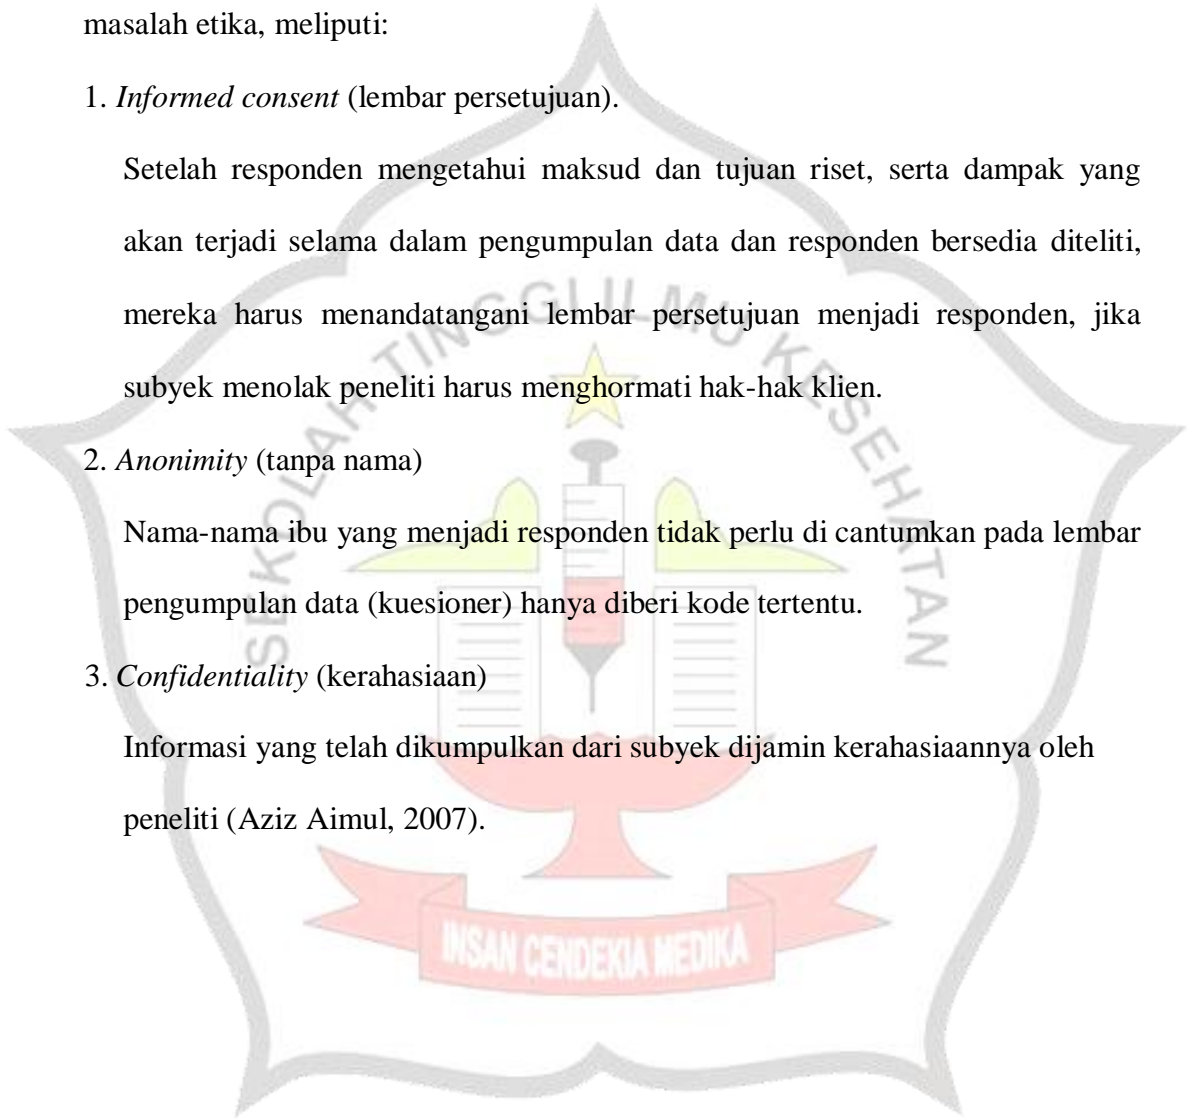 masalah etika, meliputi:
1. Informed consent (lembar persetujuan).
Setelah responden mengetahui maksud dan tujuan riset, serta dampak yang
akan terjadi selama dalam pengumpulan data dan responden bersedia diteliti,
mereka harus menandatangani lembar persetujuan menjadi responden, jika
subyek menolak peneliti harus menghormati hak-hak klien.
2. Anonimity (tanpa nama)
Nama-nama ibu yang menjadi responden tidak perlu di cantumkan pada lembar
pengumpulan data (kuesioner) hanya diberi kode tertentu.
3. Confidentiality (kerahasiaan)
Informasi yang telah dikumpulkan dari subyek dijamin kerahasiaannya oleh
peneliti (Aziz Aimul, 2007).
SEKOLAH TINGGI ILMU KESEHATAN
INSAN CENDEKIA MEDIKA